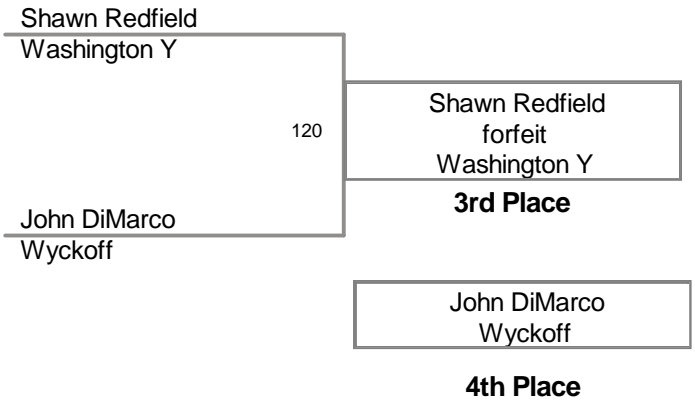 Shawn Redfield
Washington Y
120
Shawn Redfield
forfeit
Washington Y
3rd Place
John DiMarco
Wyckoff
John DiMarco
Wyckoff
4th Place